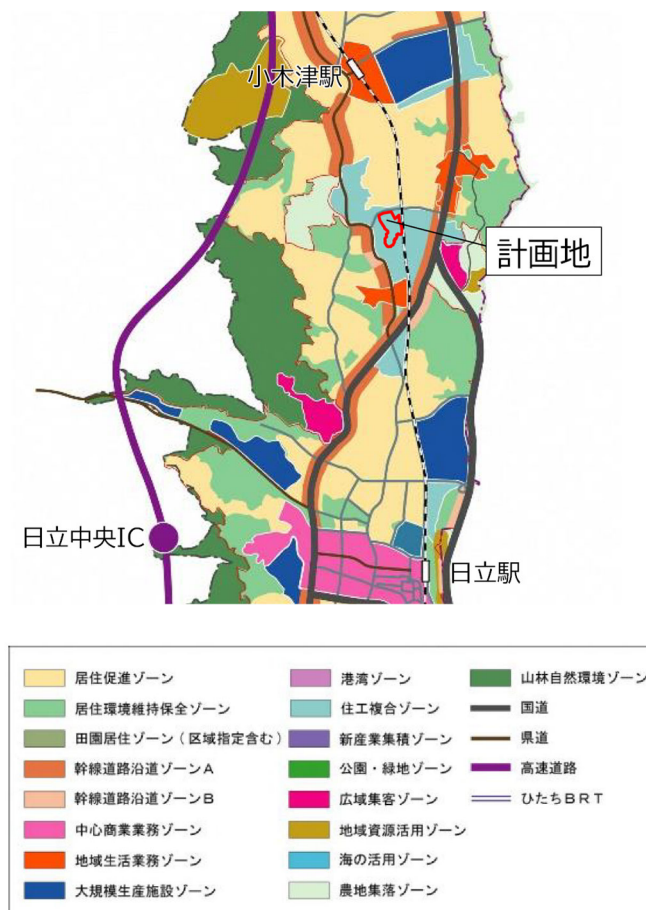 小木津駅
計画地
日立中央IC
日立駅
居住促進ゾーン
居住環境維持保全ゾーン
田園居住ゾーン（区域指定含む）
幹線道路沿道ゾーンA
幹線道路沿道ゾーンB
中心商業業務ゾーン
地域生活業務ゾーン
大規模生産施設ゾーン
港湾ゾーン
住工複合ゾーン
新産業集積ゾーン
公園・緑地ゾーン
広域集客ゾーン
地域資源活用ゾーン
海の活用ゾーン
農地集落ゾーン
山林自然環境ゾーン
国道
県道
高速道路
ひたちBRT